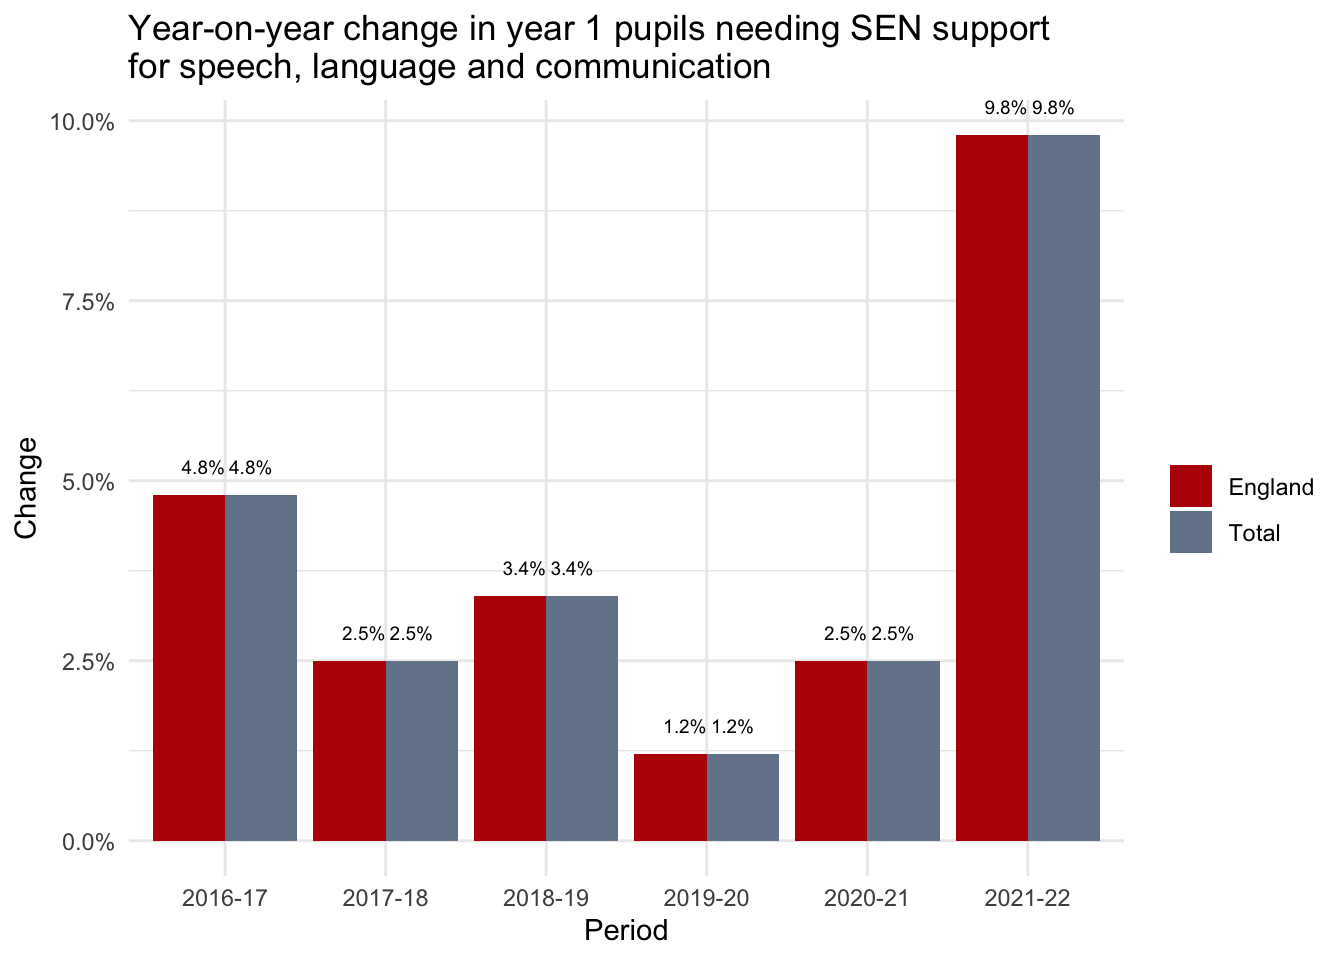 Year-on-year change in year 1 pupils needing SEN support
for speech, language and communication
Change
10.0%
7.5%
5.0%
2.5%
0.0%
4.8% 4.8%
2.5% 2.5%
3.4% 3.4%
1.2% 1.2%
2.5% 2.5%
9.8% 9.8%
2016-17 2017-18 2018-19 2019-20 2020-21 2021-22
Period
England
Total